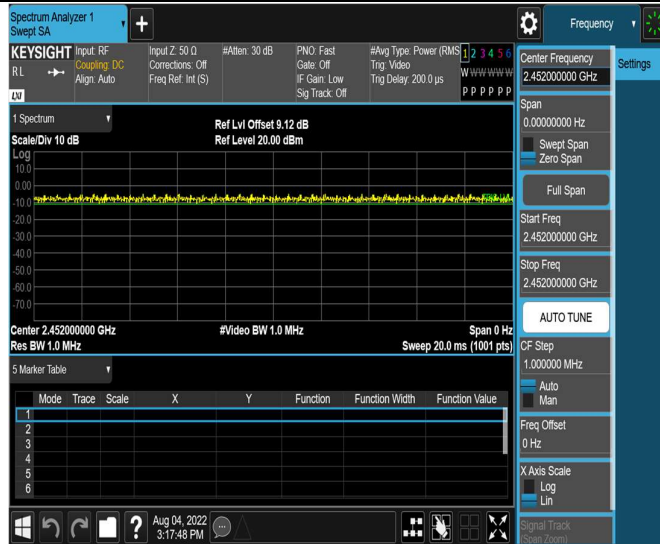 Spectrum Analyzer 1
Swept SA
Frequency
KEYSIGHT
Input: RF
Input Z: 50 Ω
#Atten: 30 dB
PNO: Fast
#Avg Type: Power (RMS
1 2 3 4 5 6
RL
Coupling: DC
Corrections: Off
Gate: Off
Trig: Video
W W W W W W
Align: Auto
Freq Ref: Int (S)
IF Gain: Low
Trig Delay: 200.0 µs
P P P P P P
LXI
Sig Track: Off
1 Spectrum
Scale/Div 10 dB
Ref Lvl Offset 9.12 dB
Ref Level 20.00 dBm
Log
10.0
0.00
-10.0
-20.0
-30.0
-40.0
-50.0
-60.0
-70.0
Center 2.452000000 GHz
#Video BW 1.0 MHz
Span 0 Hz
Res BW 1.0 MHz
Sweep 20.0 ms (1001 pts)
5 Marker Table
Mode Trace Scale X Y Function Function Width Function Value
1
2
3
4
5
6
Aug 04, 2022
3:17:48 PM
Center Frequency
2.452000000 GHz
Settings
Span
0.00000000 Hz
Swept Span
Zero Span
Full Span
Start Freq
2.452000000 GHz
Stop Freq
2.452000000 GHz
AUTO TUNE
CF Step
1.000000 MHz
Auto
Man
Freq Offset
0 Hz
X Axis Scale
Log
Lin
Signal Track
(Span Zoom)